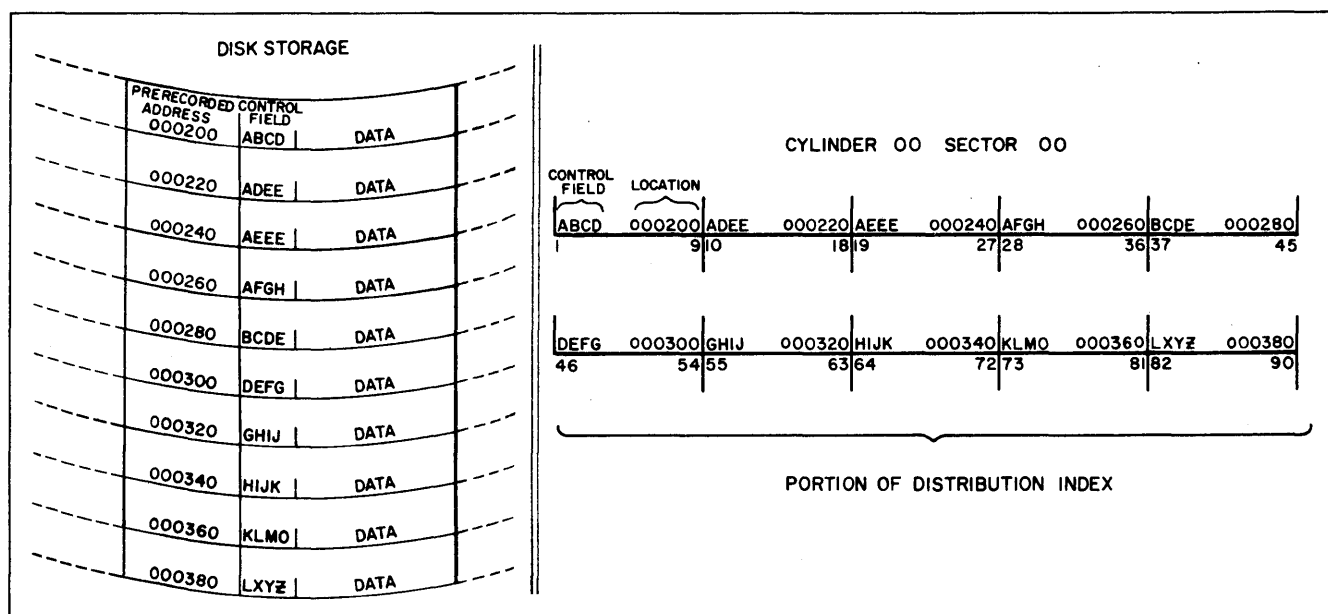 DISK STORAGE
PRERECORDED CONTROL
ADDRESS FIELD
000200 ABCD DATA
000220 ADEE DATA
000240 AEEE DATA
000260 AFGH DATA
000280 BCDE DATA
000300 DEFG DATA
000320 GHIJ DATA
000340 HIJK DATA
000360 KLMO DATA
000380 LXYZ DATA
CYLINDER 00 SECTOR 00
CONTROL
FIELD LOCATION
ABCD 000200 ADEE 000220 AEEE 000240 AFGH 000260 BCDE 000280
1 9 10 18 19 27 28 36 37 45
DEFG 000300 GHIJ 000320 HIJK 000340 KLMO 000360 LXYZ 000380
46 54 55 63 64 72 73 81 82 90
PORTION OF DISTRIBUTION INDEX